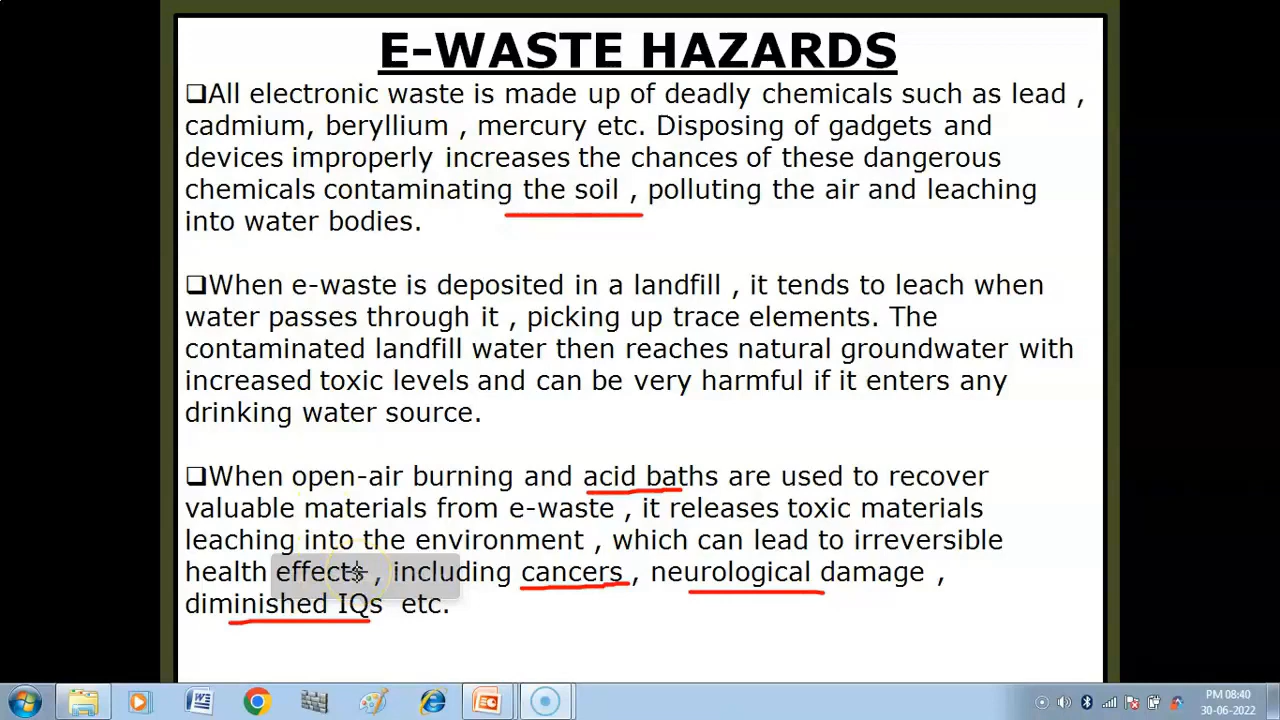 E-WASTE HAZARDS
❑All electronic waste is made up of deadly chemicals such as lead ,
cadmium, beryllium , mercury etc. Disposing of gadgets and
devices improperly increases the chances of these dangerous
chemicals contaminating the soil , polluting the air and leaching
into water bodies.
❑When e-waste is deposited in a landfill , it tends to leach when
water passes through it , picking up trace elements. The
contaminated landfill water then reaches natural groundwater with
increased toxic levels and can be very harmful if it enters any
drinking water source.
❑When open-air burning and acid baths are used to recover
valuable materials from e-waste , it releases toxic materials
leaching into the environment , which can lead to irreversible
health effects , including cancers , neurological damage ,
diminished IQs etc.
PM 08:40
30-06-2022